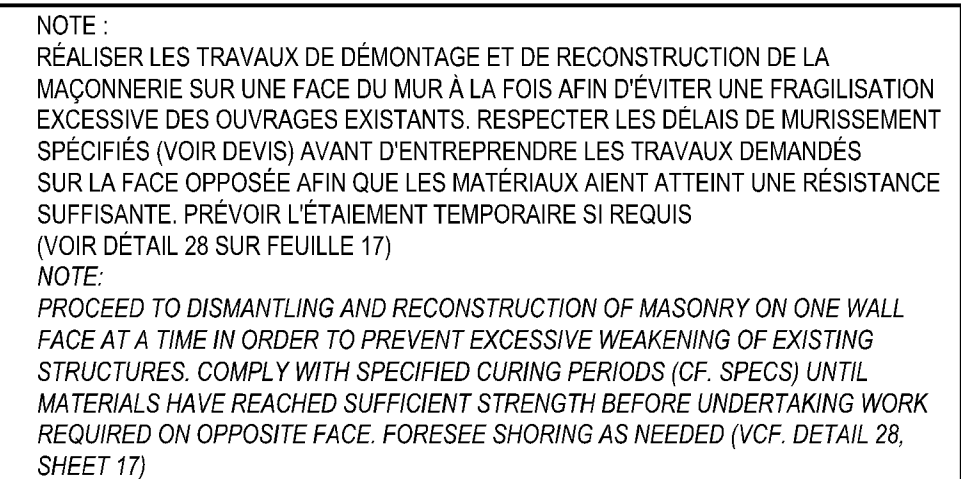 NOTE :
RÉALISER LES TRAVAUX DE DÉMONTAGE ET DE RECONSTRUCTION DE LA
MAÇONNERIE SUR UNE FACE DU MUR À LA FOIS AFIN D'ÉVITER UNE FRAGILISATION
EXCESSIVE DES OUVRAGES EXISTANTS. RESPECTER LES DÉLAIS DE MURISSEMENT
SPÉCIFIÉS (VOIR DEVIS) AVANT D'ENTREPRENDRE LES TRAVAUX DEMANDÉS
SUR LA FACE OPPOSÉE AFIN QUE LES MATÉRIAUX AIENT ATTEINT UNE RÉSISTANCE
SUFFISANTE. PRÉVOIR L'ÉTAIEMENT TEMPORAIRE SI REQUIS
(VOIR DÉTAIL 28 SUR FEUILLE 17)
NOTE:
PROCEED TO DISMANTLING AND RECONSTRUCTION OF MASONRY ON ONE WALL
FACE AT A TIME IN ORDER TO PREVENT EXCESSIVE WEAKENING OF EXISTING
STRUCTURES. COMPLY WITH SPECIFIED CURING PERIODS (CF. SPECS) UNTIL
MATERIALS HAVE REACHED SUFFICIENT STRENGTH BEFORE UNDERTAKING WORK
REQUIRED ON OPPOSITE FACE. FORESEE SHORING AS NEEDED (VCF. DETAIL 28,
SHEET 17)